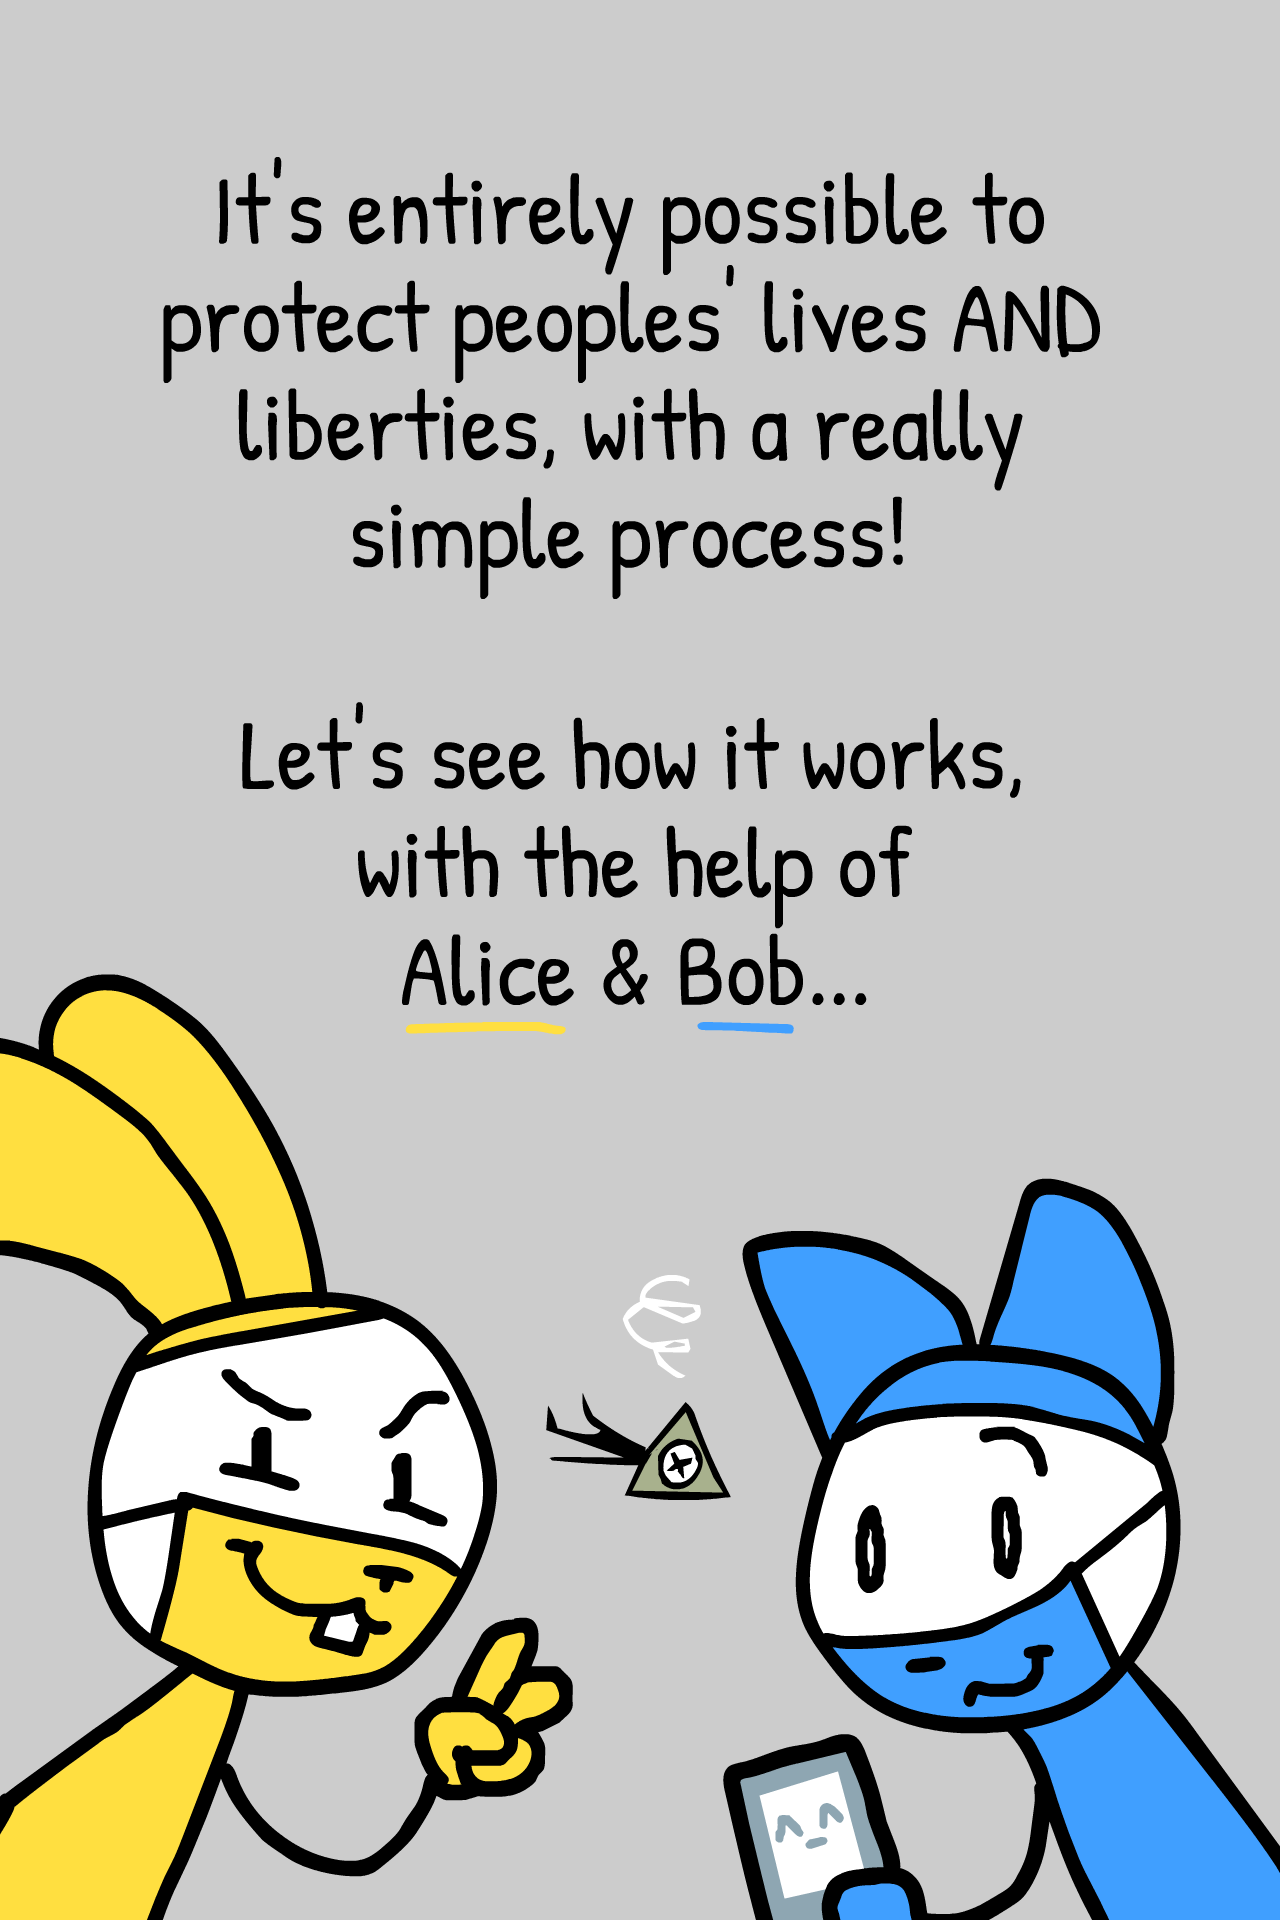 It's entirely possible to
protect peoples' lives AND
liberties, with a really
simple process!
Let's see how it works,
with the help of
Alice & Bob...